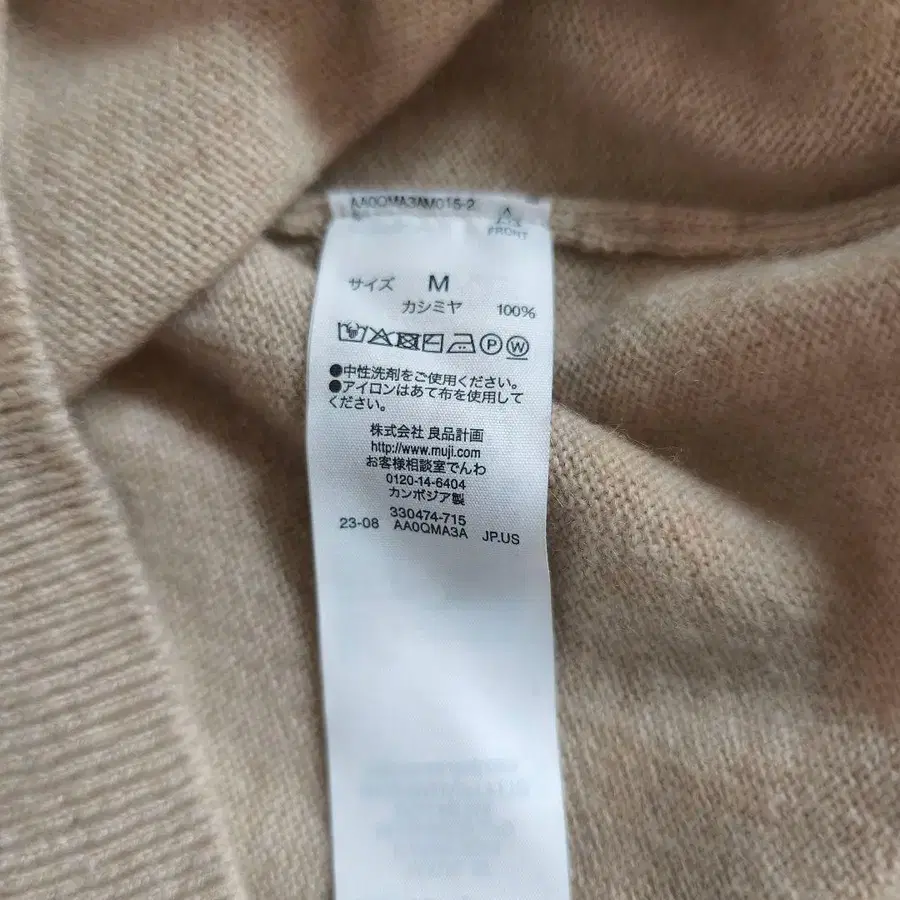 AA0QMA3AM015-2
FRONT
サイズ M
カシミヤ 100%
P W
●中性洗剤をご使用ください。
●アイロンはあて布を使用して
ください。
株式会社 良品計画
http://www.muji.com
お客様相談室でんわ
0120-14-6404
カンボジア製
330474-715
23-08 AA0QMA3A JP.US